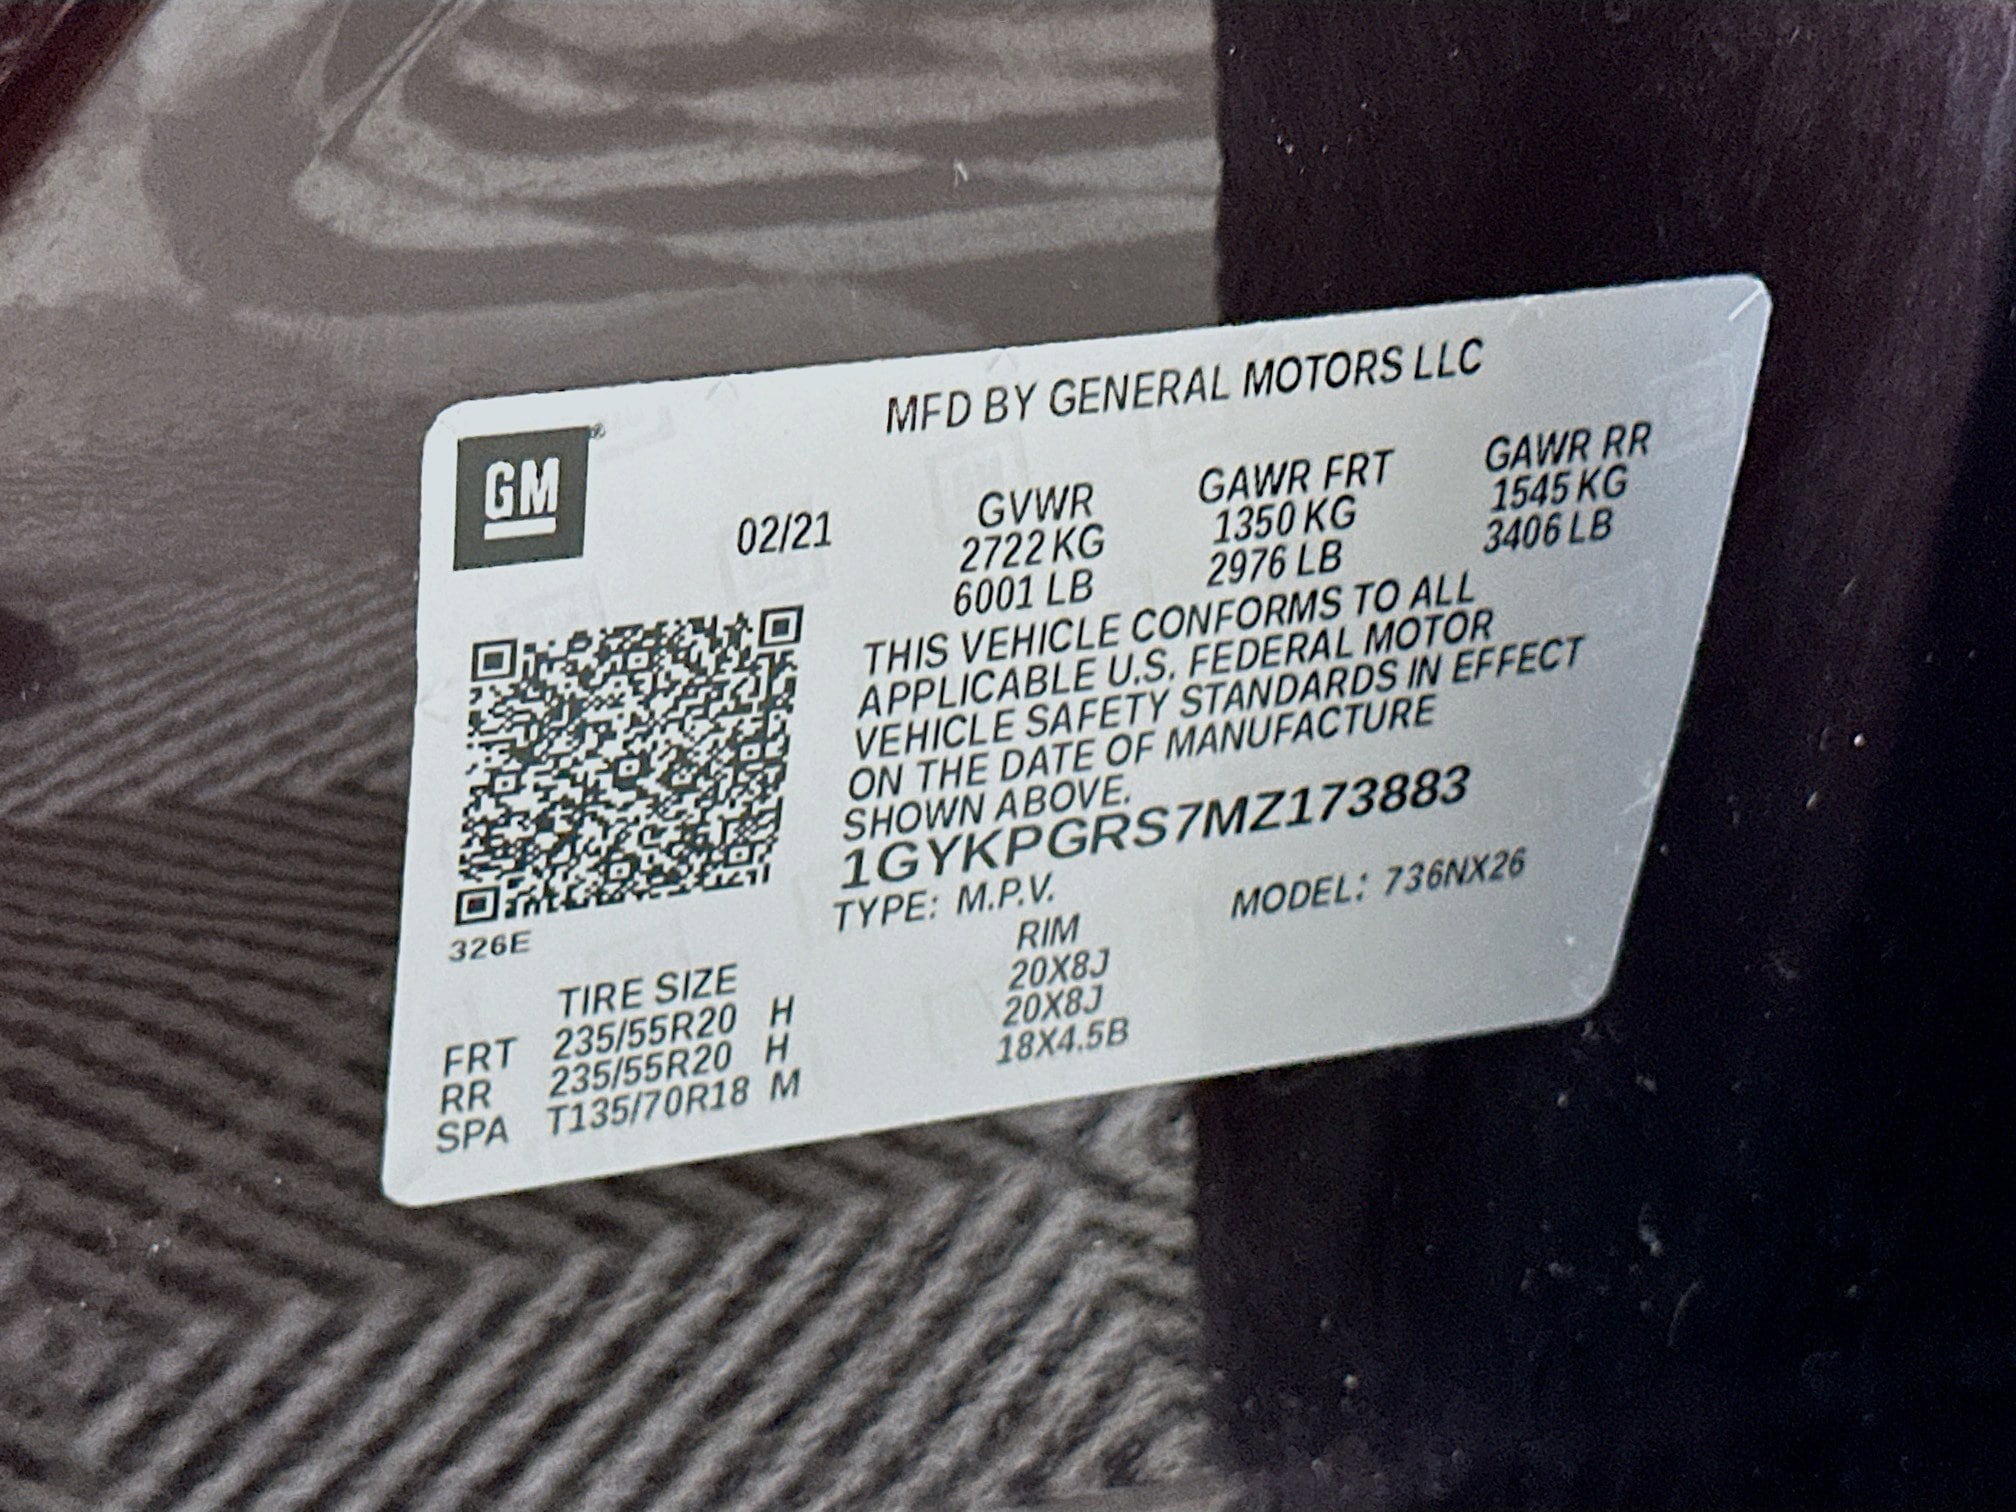 MFD BY GENERAL MOTORS LLC
GM®
02/21
GVWR
2722 KG
6001 LB
GAWR FRT
1350 KG
2976 LB
GAWR RR
1545 KG
3406 LB
THIS VEHICLE CONFORMS TO ALL
APPLICABLE U.S. FEDERAL MOTOR
VEHICLE SAFETY STANDARDS IN EFFECT
ON THE DATE OF MANUFACTURE
SHOWN ABOVE.
1GYKPGRS7MZ173883
TYPE: M.P.V. MODEL: 736NX26
326E
TIRE SIZE RIM
FRT 235/55R20 H 20X8J
RR 235/55R20 H 20X8J
SPA T135/70R18 M 18X4.5B